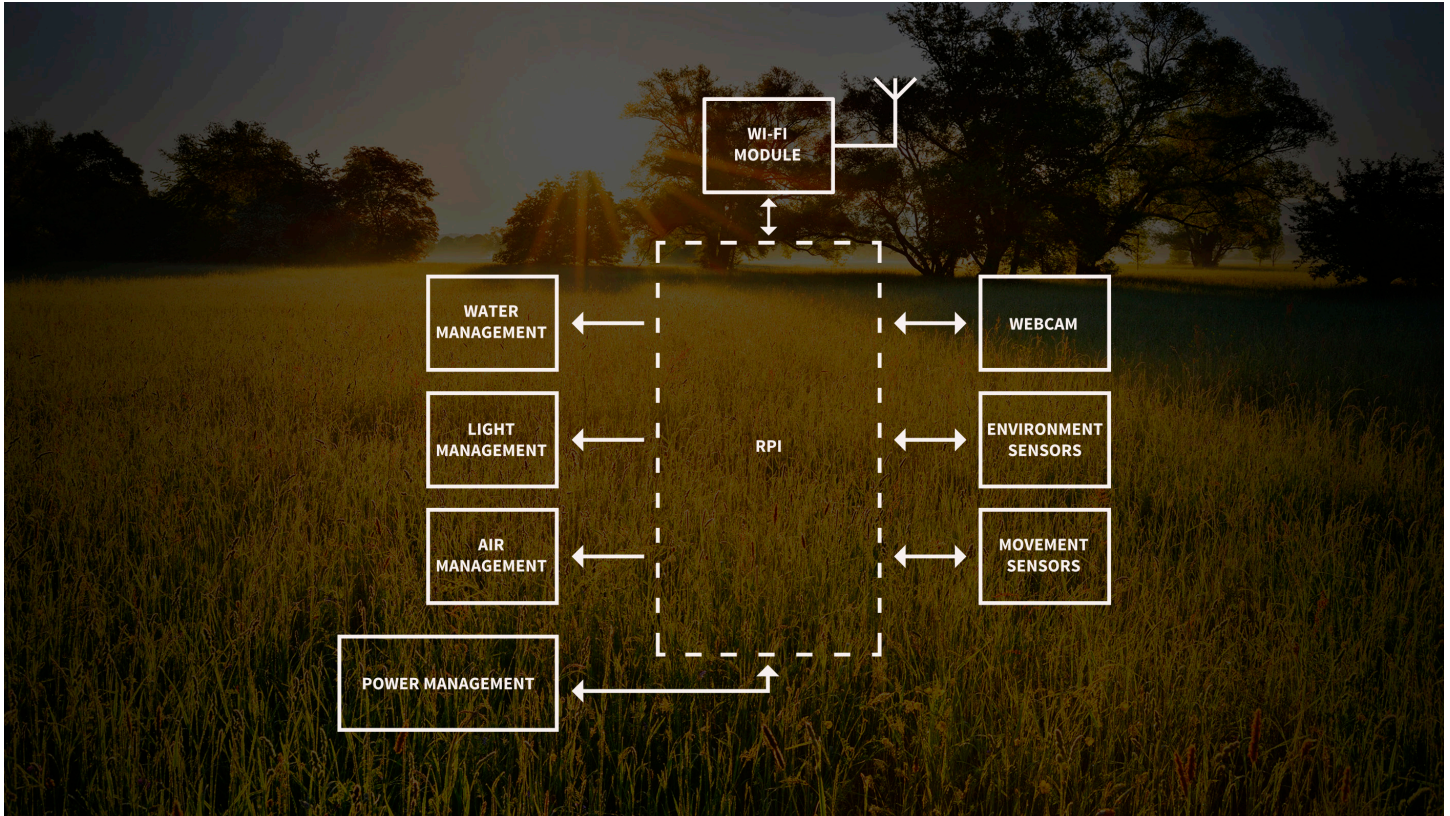 WI-FI
MODULE
WATER
MANAGEMENT
WEBCAM
LIGHT
MANAGEMENT
RPI
ENVIRONMENT
SENSORS
AIR
MANAGEMENT
MOVEMENT
SENSORS
POWER MANAGEMENT